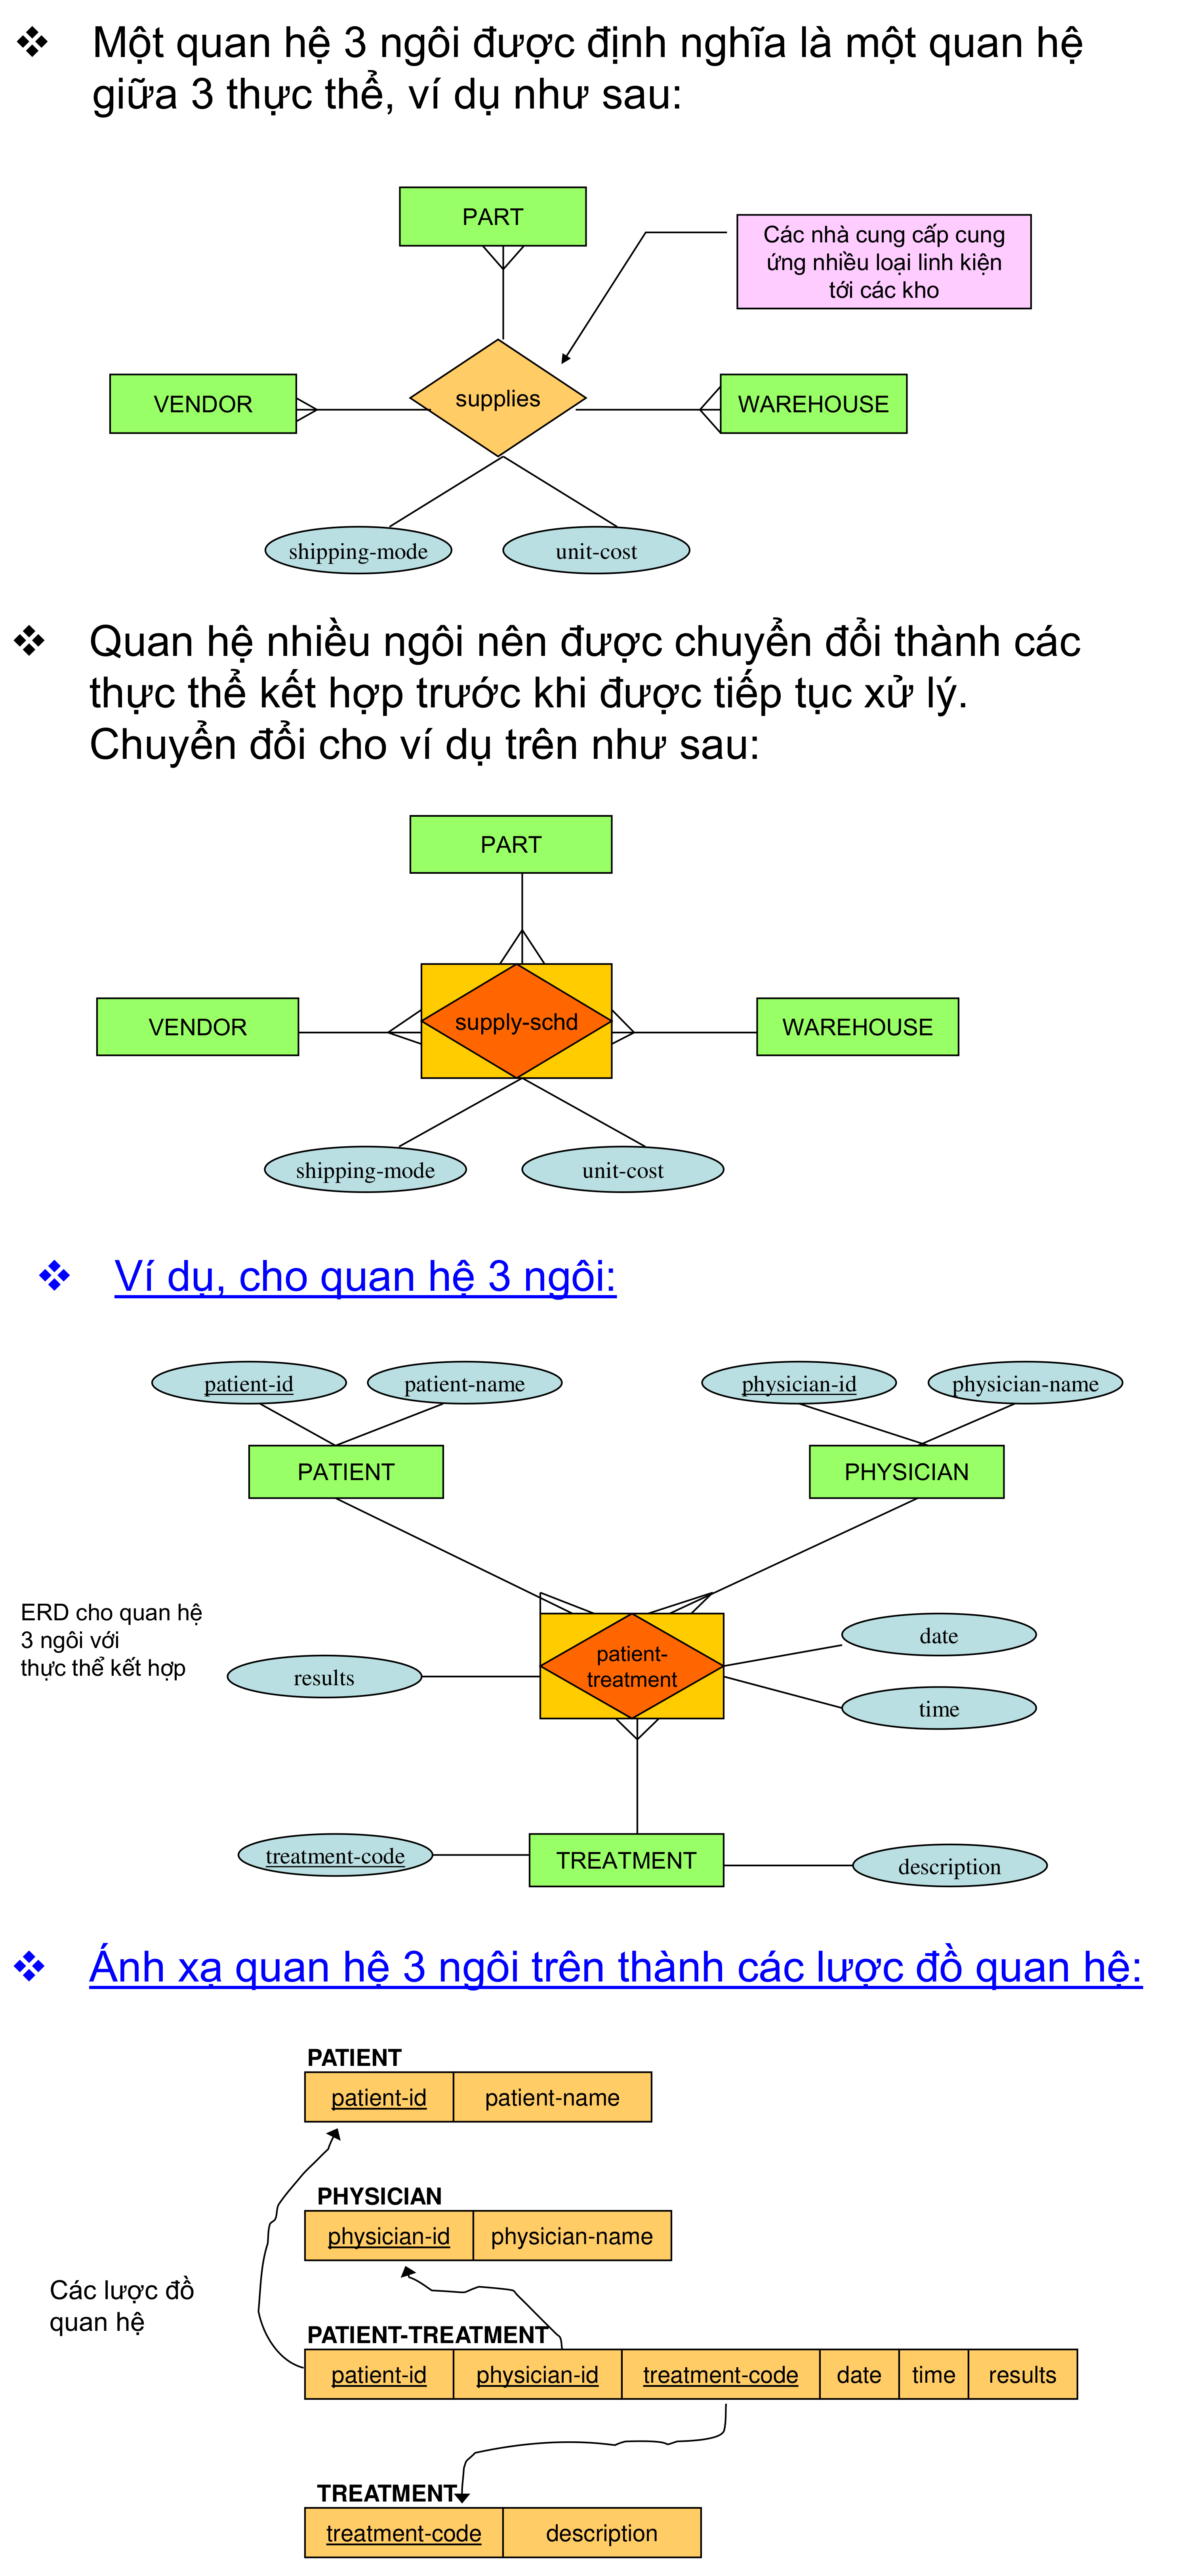 ❖ Một quan hệ 3 ngôi được định nghĩa là một quan hệ
giữa 3 thực thể, ví dụ như sau:
PART
Các nhà cung cấp cung
ứng nhiều loại linh kiện
tới các kho
VENDOR
supplies
WAREHOUSE
shipping-mode
unit-cost
❖ Quan hệ nhiều ngôi nên được chuyển đổi thành các
thực thể kết hợp trước khi được tiếp tục xử lý.
Chuyển đổi cho ví dụ trên như sau:
PART
VENDOR
supply-schd
WAREHOUSE
shipping-mode
unit-cost
❖ Ví dụ, cho quan hệ 3 ngôi:
patient-id
patient-name
physician-id
physician-name
PATIENT
PHYSICIAN
ERD cho quan hệ
3 ngôi với
thực thể kết hợp
results
patient-
treatment
date
time
treatment-code
TREATMENT
description
❖ Ánh xạ quan hệ 3 ngôi trên thành các lược đồ quan hệ:
PATIENT
patient-id patient-name
PHYSICIAN
physician-id physician-name
Các lược đồ
quan hệ
PATIENT-TREATMENT
patient-id physician-id treatment-code date time results
TREATMENT
treatment-code description